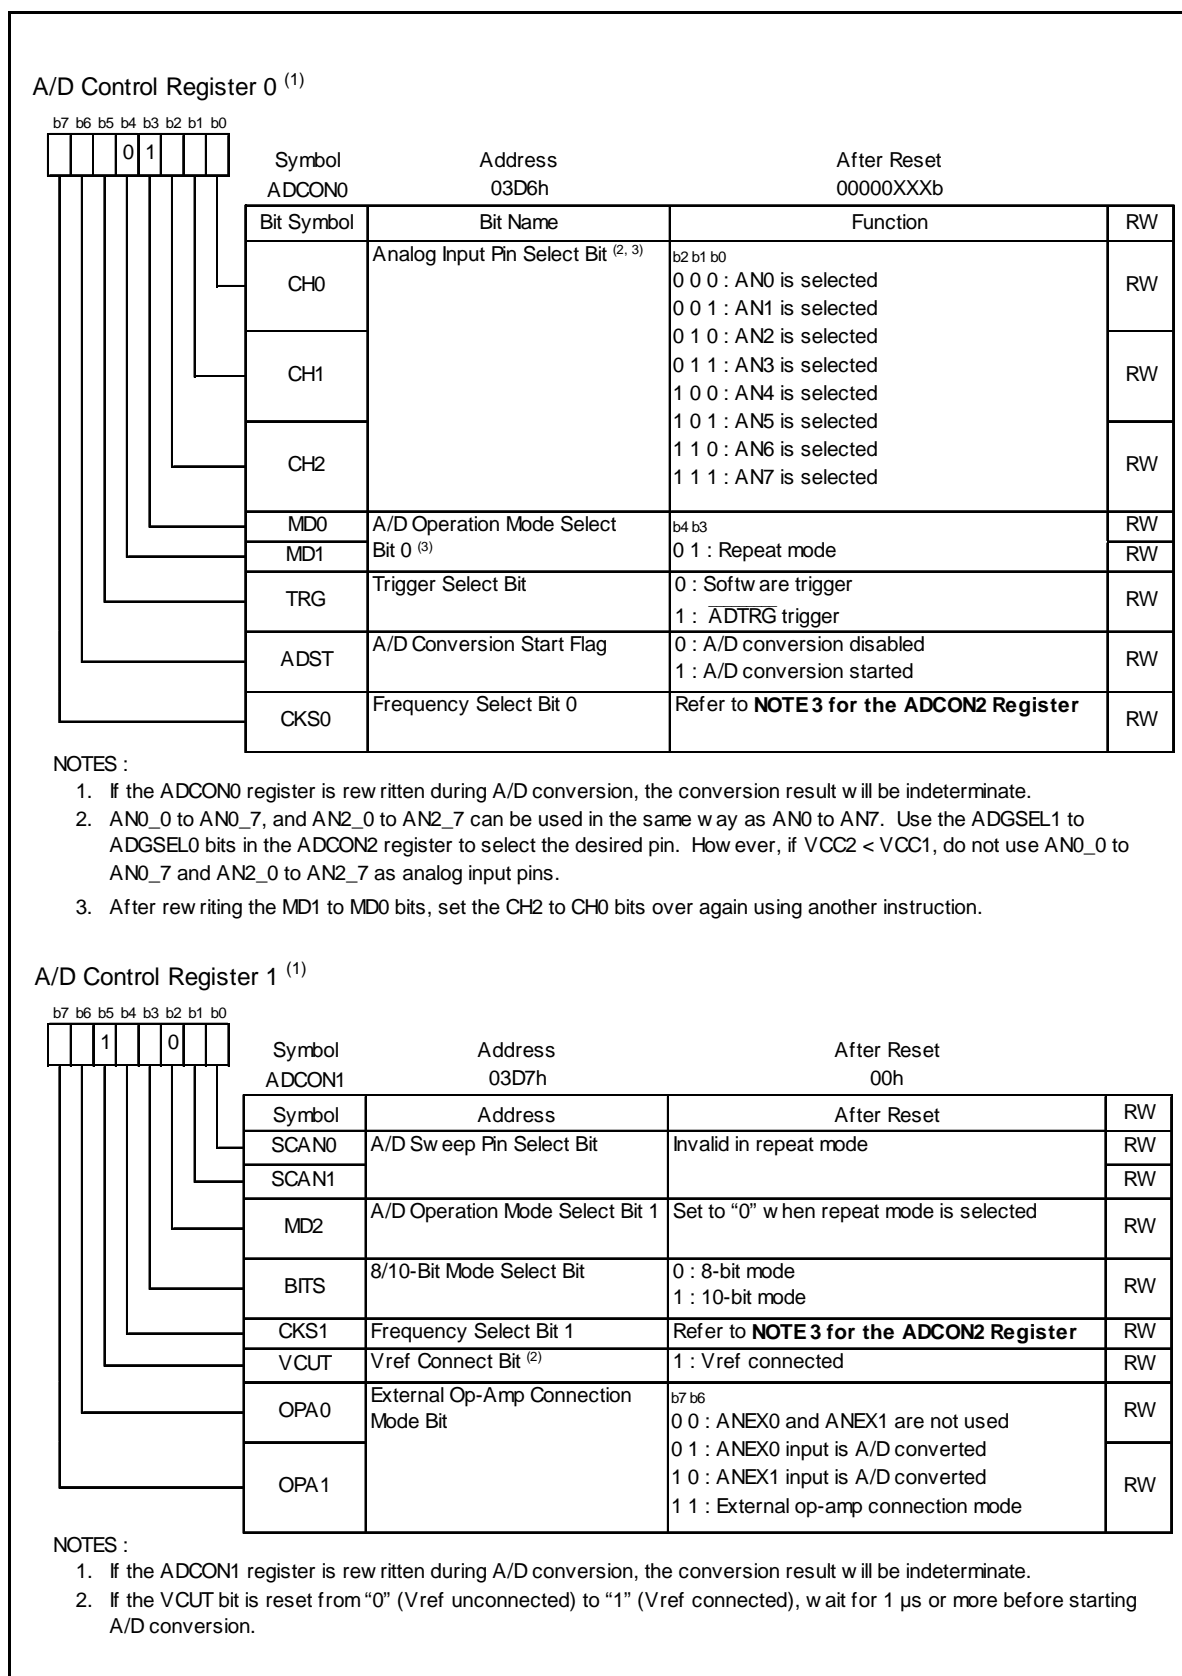 A/D Control Register 0 (1)
b7 b6 b5 b4 b3 b2 b1 b0
0 1
Symbol Address After Reset
ADCON0 03D6h 00000XXXb
Bit Symbol Bit Name Function RW
CH0 Analog Input Pin Select Bit (2, 3) b2 b1 b0 RW
0 0 0 : AN0 is selected
0 0 1 : AN1 is selected
0 1 0 : AN2 is selected
CH1 0 1 1 : AN3 is selected RW
1 0 0 : AN4 is selected
1 0 1 : AN5 is selected
CH2 1 1 0 : AN6 is selected RW
1 1 1 : AN7 is selected
MD0 A/D Operation Mode Select b4 b3 RW
MD1 Bit 0 (3) 0 1 : Repeat mode RW
TRG Trigger Select Bit 0 : Software trigger RW
1 : ADTRG trigger
ADST A/D Conversion Start Flag 0 : A/D conversion disabled RW
1 : A/D conversion started
CKS0 Frequency Select Bit 0 Refer to NOTE 3 for the ADCON2 Register RW
NOTES :
1. If the ADCON0 register is rewritten during A/D conversion, the conversion result will be indeterminate.
2. AN0_0 to AN0_7, and AN2_0 to AN2_7 can be used in the same way as AN0 to AN7. Use the ADGSEL1 to
ADGSEL0 bits in the ADCON2 register to select the desired pin. However, if VCC2 < VCC1, do not use AN0_0 to
AN0_7 and AN2_0 to AN2_7 as analog input pins.
3. After rewriting the MD1 to MD0 bits, set the CH2 to CH0 bits over again using another instruction.
A/D Control Register 1 (1)
b7 b6 b5 b4 b3 b2 b1 b0
1 0
Symbol Address After Reset
ADCON1 03D7h 00h
Symbol Address After Reset RW
SCAN0 A/D Sweep Pin Select Bit Invalid in repeat mode RW
SCAN1 RW
MD2 A/D Operation Mode Select Bit 1 Set to “0” when repeat mode is selected RW
BITS 8/10-Bit Mode Select Bit 0 : 8-bit mode RW
1 : 10-bit mode
CKS1 Frequency Select Bit 1 Refer to NOTE 3 for the ADCON2 Register RW
VCUT Vref Connect Bit (2) 1 : Vref connected RW
OPA0 External Op-Amp Connection b7 b6 RW
Mode Bit 0 0 : ANEX0 and ANEX1 are not used
0 1 : ANEX0 input is A/D converted
OPA1 1 0 : ANEX1 input is A/D converted RW
1 1 : External op-amp connection mode
NOTES :
1. If the ADCON1 register is rewritten during A/D conversion, the conversion result will be indeterminate.
2. If the VCUT bit is reset from “0” (Vref unconnected) to “1” (Vref connected), wait for 1 µs or more before starting
A/D conversion.